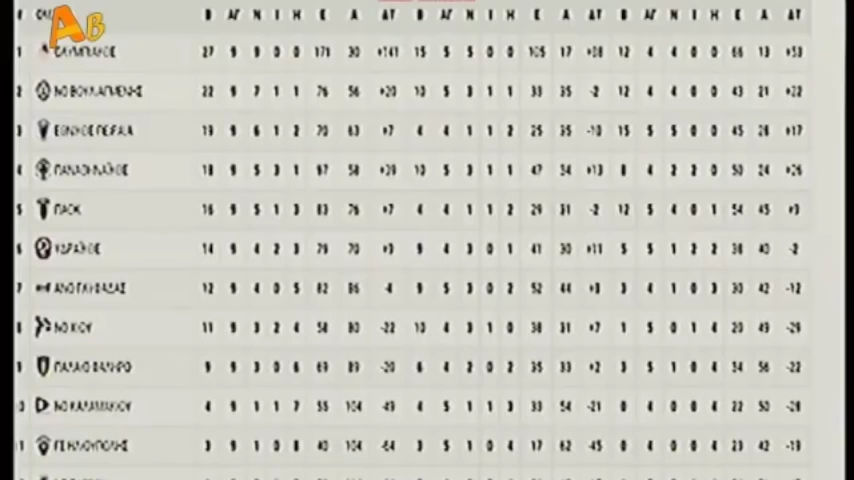 Β ΑΓ Ν Ι Η Ε Α ΔΤ Β ΑΓ Ν Ι Η Ε Α ΔΤ Β ΑΓ Ν Ι Η Ε Α ΔΤ
1 ΟΛΥΜΠΙΑΚΟΣ 27 9 9 0 0 171 30 +141 15 5 5 0 0 105 17 +88 12 4 4 0 0 66 13 +53
2 ΝΟ ΒΟΥΛΙΑΓΜΕΝΗΣ 22 9 7 1 1 76 56 +20 10 5 3 1 1 33 35 -2 12 4 4 0 0 43 21 +22
3 ΕΘΝΙΚΟΣ ΠΕΙΡΑΙΑ 19 9 6 1 2 70 63 +7 4 4 1 1 2 25 35 -10 15 5 5 0 0 45 28 +17
4 ΠΑΝΑΘΗΝΑΪΚΟΣ 18 9 5 3 1 97 58 +39 10 5 3 1 1 47 34 +13 8 4 2 2 0 50 24 +26
5 ΠΑΟΚ 16 9 5 1 3 83 76 +7 4 4 1 1 2 29 31 -2 12 5 4 0 1 54 45 +9
6 ΥΔΡΑΪΚΟΣ 14 9 4 2 3 79 70 +9 9 4 3 0 1 41 30 +11 5 5 1 2 2 38 40 -2
7 ΑΝΟ ΓΛΥΦΑΔΑΣ 12 9 4 0 5 82 86 -4 9 5 3 0 2 52 44 +8 3 4 1 0 3 30 42 -12
8 ΝΟ ΧΙΟΥ 11 9 3 2 4 58 80 -22 10 4 3 1 0 38 31 +7 1 5 0 1 4 20 49 -29
9 ΠΑΛΑΙΟ ΦΑΛΗΡΟ 9 9 3 0 6 69 89 -20 6 4 2 0 2 35 33 +2 3 5 1 0 4 34 56 -22
0 ΝΟ ΚΑΛΑΜΑΚΙΟΥ 4 9 1 1 7 55 104 -49 4 5 1 1 3 33 54 -21 0 4 0 0 4 22 50 -28
1 ΓΣ ΗΛΙΟΥΠΟΛΗΣ 3 9 1 0 8 40 104 -64 3 5 1 0 4 17 62 -45 0 4 0 0 4 23 42 -19